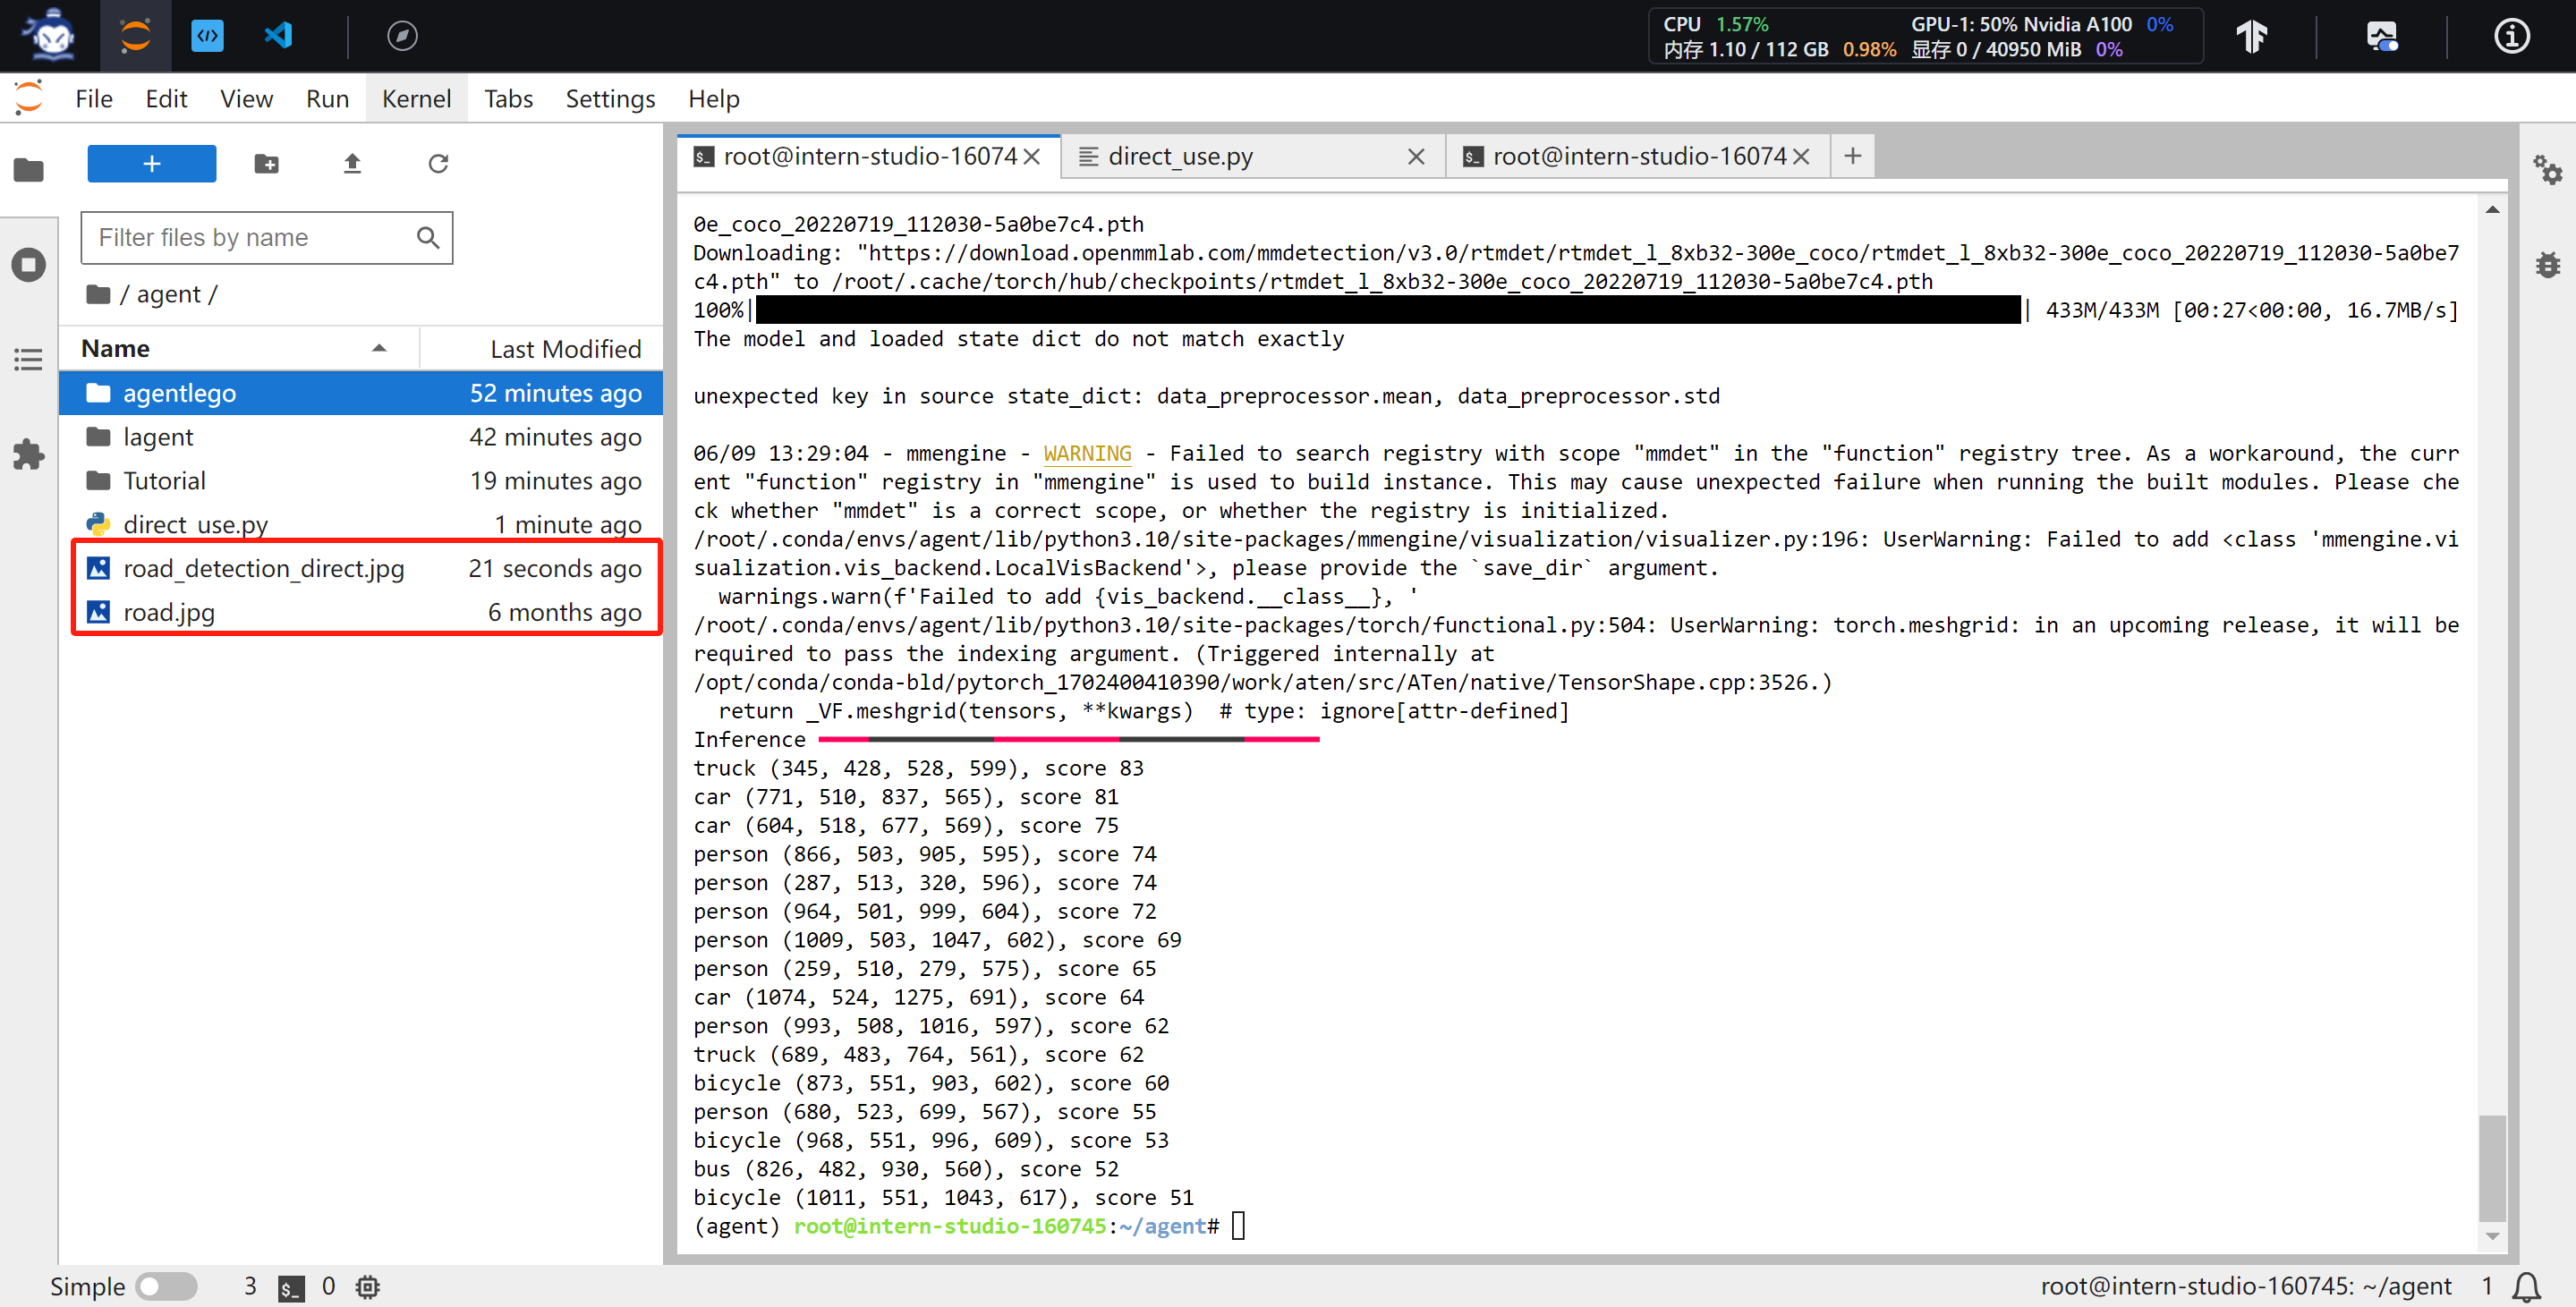 CPU 1.57% GPU-1: 50% Nvidia A100 0%
内存 1.10 / 112 GB 0.98% 显存 0 / 40950 MiB 0%
File Edit View Run Kernel Tabs Settings Help
root@intern-studio-16074 direct_use.py root@intern-studio-16074
Filter files by name
/ agent /
Name Last Modified
agentlego 52 minutes ago
lagent 42 minutes ago
Tutorial 19 minutes ago
direct_use.py 1 minute ago
road_detection_direct.jpg 21 seconds ago
road.jpg 6 months ago
0e_coco_20220719_112030-5a0be7c4.pth
Downloading: "https://download.openmmlab.com/mmdetection/v3.0/rtmdet/rtmdet_l_8xb32-300e_coco/rtmdet_l_8xb32-300e_coco_20220719_112030-5a0be7
c4.pth" to /root/.cache/torch/hub/checkpoints/rtmdet_l_8xb32-300e_coco_20220719_112030-5a0be7c4.pth
100%| | 433M/433M [00:27<00:00, 16.7MB/s]
The model and loaded state dict do not match exactly
unexpected key in source state_dict: data_preprocessor.mean, data_preprocessor.std
06/09 13:29:04 - mmengine - WARNING - Failed to search registry with scope "mmdet" in the "function" registry tree. As a workaround, the curr
ent "function" registry in "mmengine" is used to build instance. This may cause unexpected failure when running the built modules. Please che
ck whether "mmdet" is a correct scope, or whether the registry is initialized.
/root/.conda/envs/agent/lib/python3.10/site-packages/mmengine/visualization/visualizer.py:196: UserWarning: Failed to add <class 'mmengine.vi
sualization.vis_backend.LocalVisBackend'>, please provide the `save_dir` argument.
warnings.warn(f'Failed to add {vis_backend.__class__}, '
/root/.conda/envs/agent/lib/python3.10/site-packages/torch/functional.py:504: UserWarning: torch.meshgrid: in an upcoming release, it will be
required to pass the indexing argument. (Triggered internally at
/opt/conda/conda-bld/pytorch_1702400410390/work/aten/src/ATen/native/TensorShape.cpp:3526.)
return _VF.meshgrid(tensors, **kwargs)  # type: ignore[attr-defined]
Inference
truck (345, 428, 528, 599), score 83
car (771, 510, 837, 565), score 81
car (604, 518, 677, 569), score 75
person (866, 503, 905, 595), score 74
person (287, 513, 320, 596), score 74
person (964, 501, 999, 604), score 72
person (1009, 503, 1047, 602), score 69
person (259, 510, 279, 575), score 65
car (1074, 524, 1275, 691), score 64
person (993, 508, 1016, 597), score 62
truck (689, 483, 764, 561), score 62
bicycle (873, 551, 903, 602), score 60
person (680, 523, 699, 567), score 55
bicycle (968, 551, 996, 609), score 53
bus (826, 482, 930, 560), score 52
bicycle (1011, 551, 1043, 617), score 51
(agent) root@intern-studio-160745:~/agent#
Simple 3 0 root@intern-studio-160745: ~/agent 1